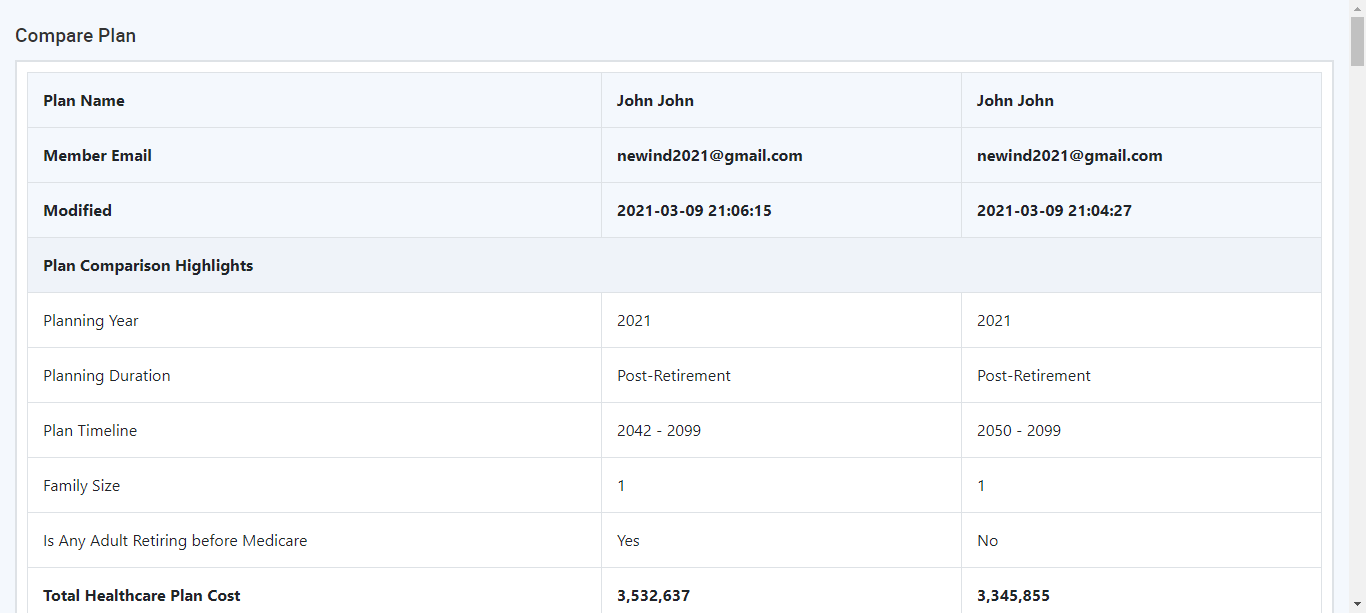 Compare Plan
Plan Name John John John John
Member Email newind2021@gmail.com newind2021@gmail.com
Modified 2021-03-09 21:06:15 2021-03-09 21:04:27
Plan Comparison Highlights
Planning Year 2021 2021
Planning Duration Post-Retirement Post-Retirement
Plan Timeline 2042 - 2099 2050 - 2099
Family Size 1 1
Is Any Adult Retiring before Medicare Yes No
Total Healthcare Plan Cost 3,532,637 3,345,855